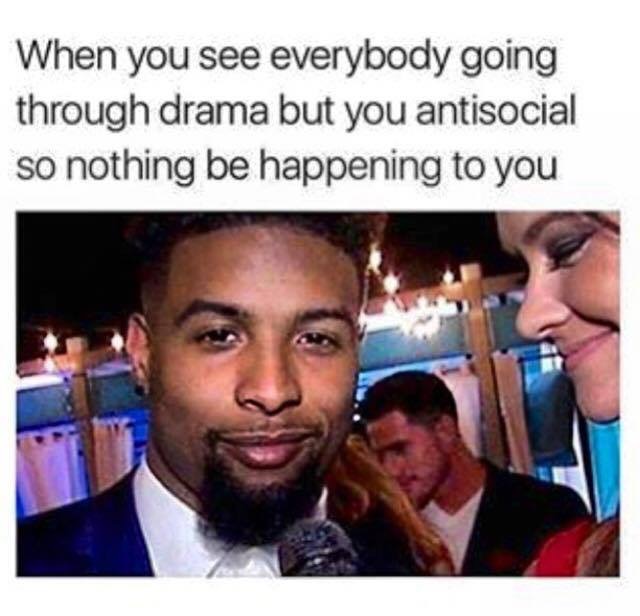 When you see everybody going
through drama but you antisocial
so nothing be happening to you